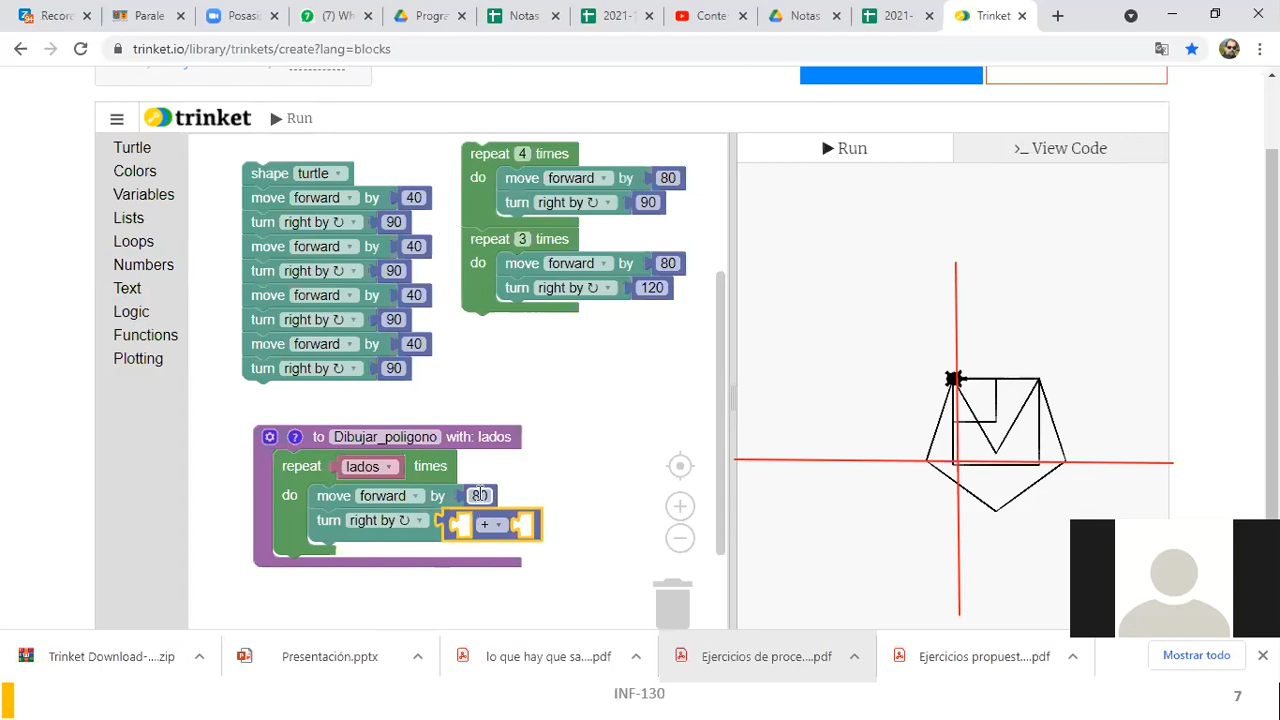 Recore
Parale
Posas
(7) Wh
Progra
Notas
2021-1
Conte
Notas
2021-
Trinket
trinket.io/library/trinkets/create?lang=blocks
trinket
Run
Turtle
Colors
Variables
Lists
Loops
Numbers
Text
Logic
Functions
Plotting
shape turtle
move forward by 40
turn right by ↻ 90
move forward by 40
turn right by ↻ 90
move forward by 40
turn right by ↻ 90
move forward by 40
turn right by ↻ 90
repeat 4 times
do move forward by 80
turn right by ↻ 90
repeat 3 times
do move forward by 80
turn right by ↻ 120
? to Dibujar_poligono with: lados
repeat lados times
do move forward by 80
turn right by ↻ +
Run
>_ View Code
Trinket Download-....zip
Presentación.pptx
lo que hay que sa....pdf
Ejercicios de proce....pdf
Ejercicios propuest....pdf
Mostrar todo
INF-130
7